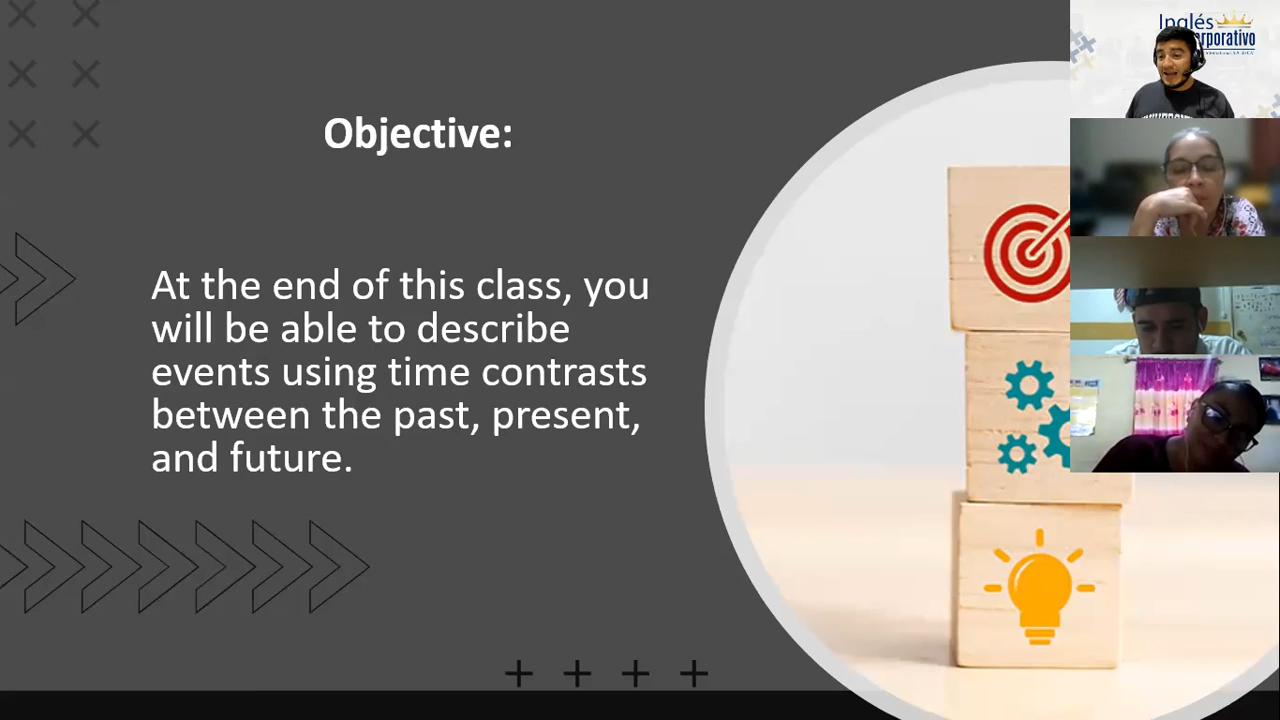 Objective:
At the end of this class, you
will be able to describe
events using time contrasts
between the past, present,
and future.
Inglés